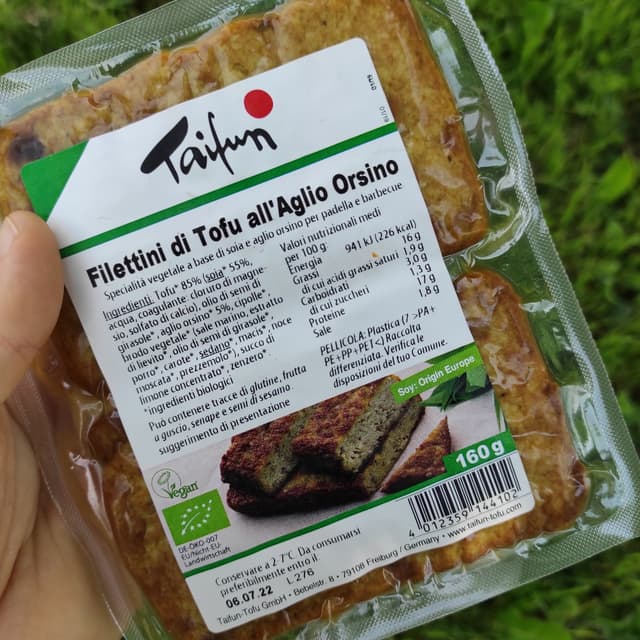 Taifun
Filettini di Tofu all'Aglio Orsino
Specialità vegetale a base di soia e aglio orsino per padella e barbecue
Ingredienti: Tofu* 85% (soia* 55%,
acqua, coagulante: cloruro di magne-
sio, solfato di calcio), olio di semi di
girasole*, aglio orsino* 5%, cipolle*,
brodo vegetale* (sale marino, estratto
di lievito*, olio di semi di girasole*,
porro*, carote*, sedano*, macis*, noce
moscata*, prezzemolo*), succo di
limone concentrato*, zenzero*.
*ingredienti biologici
Può contenere tracce di glutine, frutta
a guscio, senape e semi di sesamo.
suggerimento di presentazione
Valori nutrizionali medi
per 100 g
Energia 941 kJ (226 kcal)
Grassi 16 g
di cui acidi grassi saturi 1,9 g
Carboidrati 3,0 g
di cui zuccheri 1,3 g
Proteine 17 g
Sale 1,8 g
PELLICOLA: Plastica (7 >PA+
PE+PP+PET<) Raccolta
differenziata. Verifica le
disposizioni del tuo Comune.
Soy: Origin Europe
160 g
Vegan
DE-ÖKO-007
EU/Nicht-EU-
Landwirtschaft
4 012359 144102
Conservare a 2-7°C Da consumarsi
preferibilmente entro il
06.07.22 L276
Taifun-Tofu GmbH • Bebelstr. 8 • 79108 Freiburg / Germany • www.taifun-tofu.com